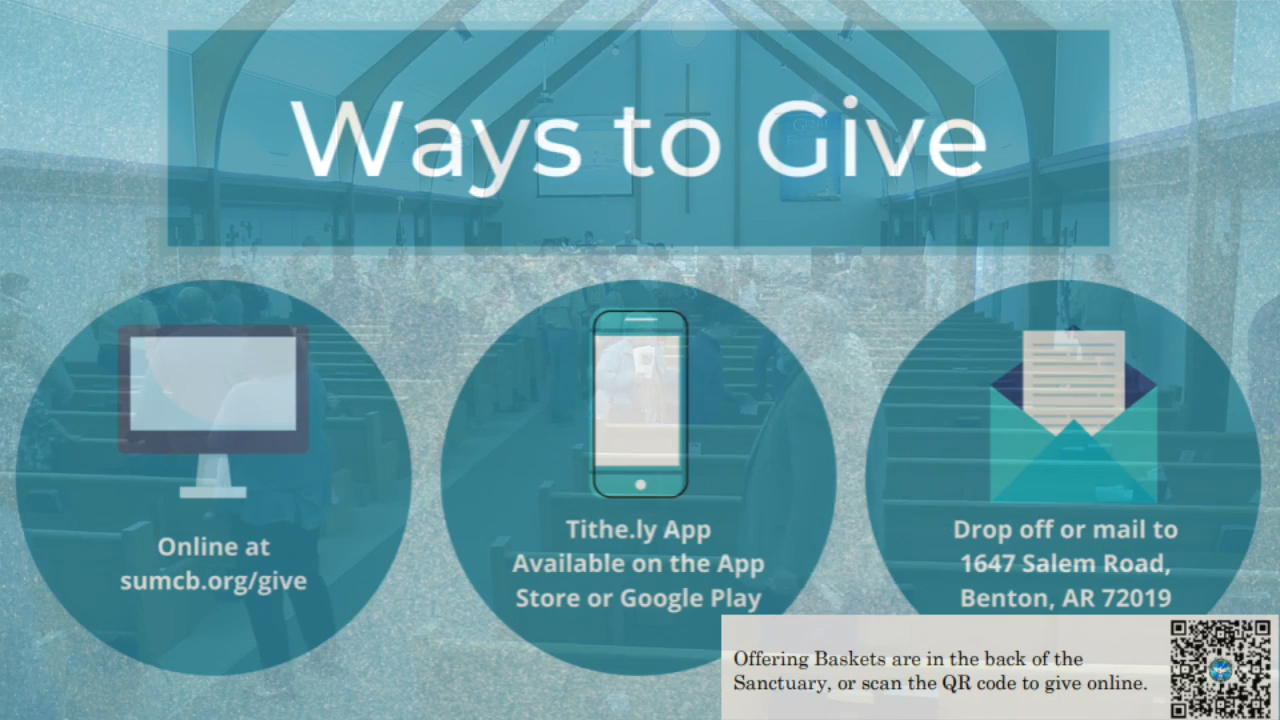 Ways to Give
Online at
sumcb.org/give
Tithe.ly App
Available on the App
Store or Google Play
Drop off or mail to
1647 Salem Road,
Benton, AR 72019
Offering Baskets are in the back of the
Sanctuary, or scan the QR code to give online.